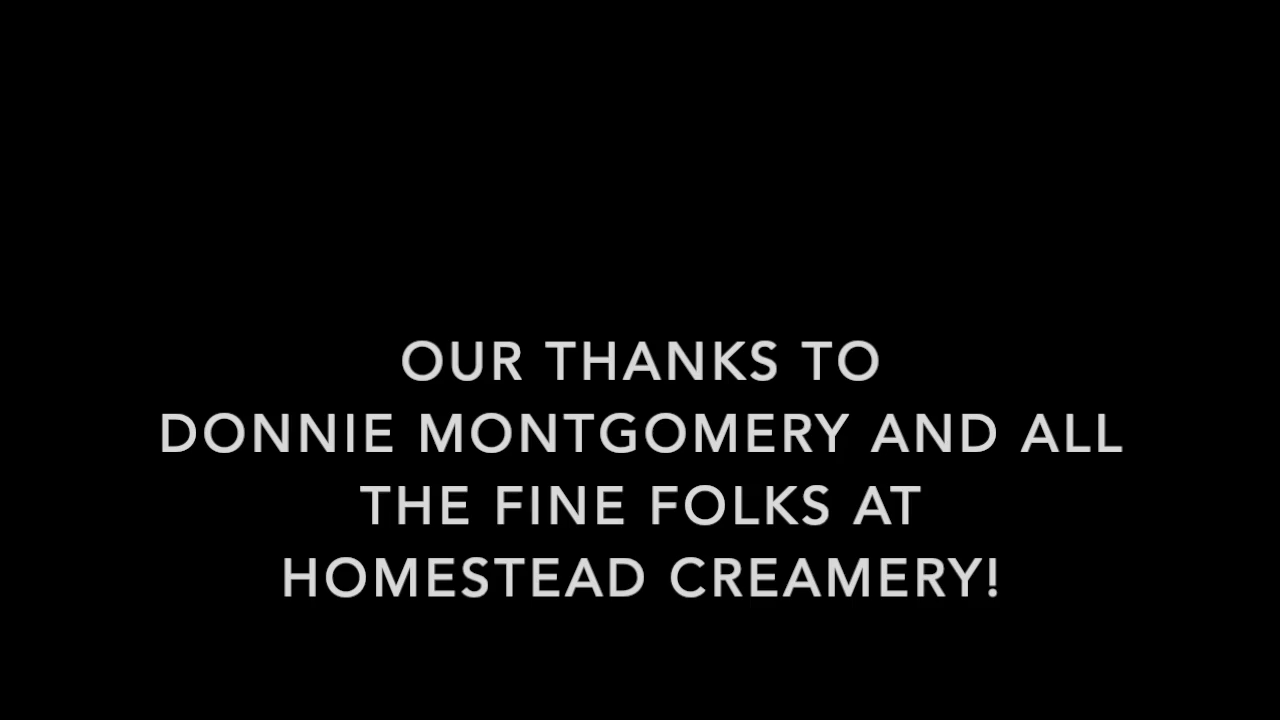 OUR THANKS TO
DONNIE MONTGOMERY AND ALL
THE FINE FOLKS AT
HOMESTEAD CREAMERY!